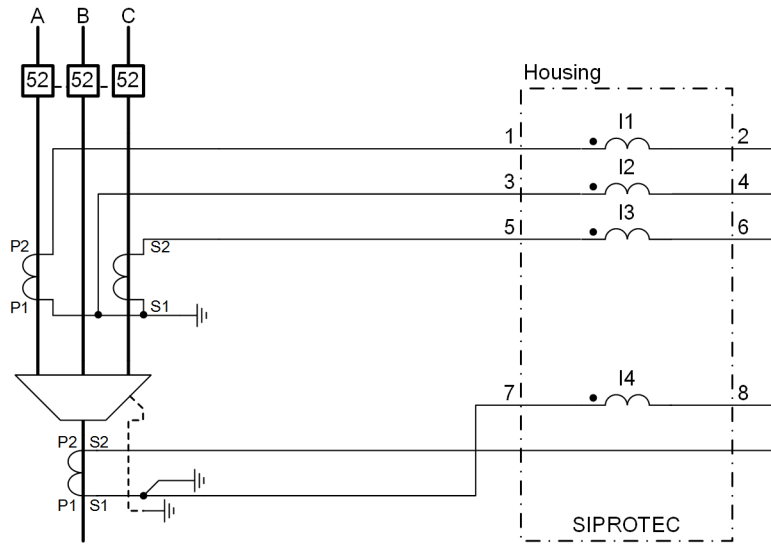 A B C
52 52 52
Housing
1 I1 2
3 I2 4
5 I3 6
P2 S2
P1 S1
7 I4 8
P2 S2
P1 S1
SIPROTEC